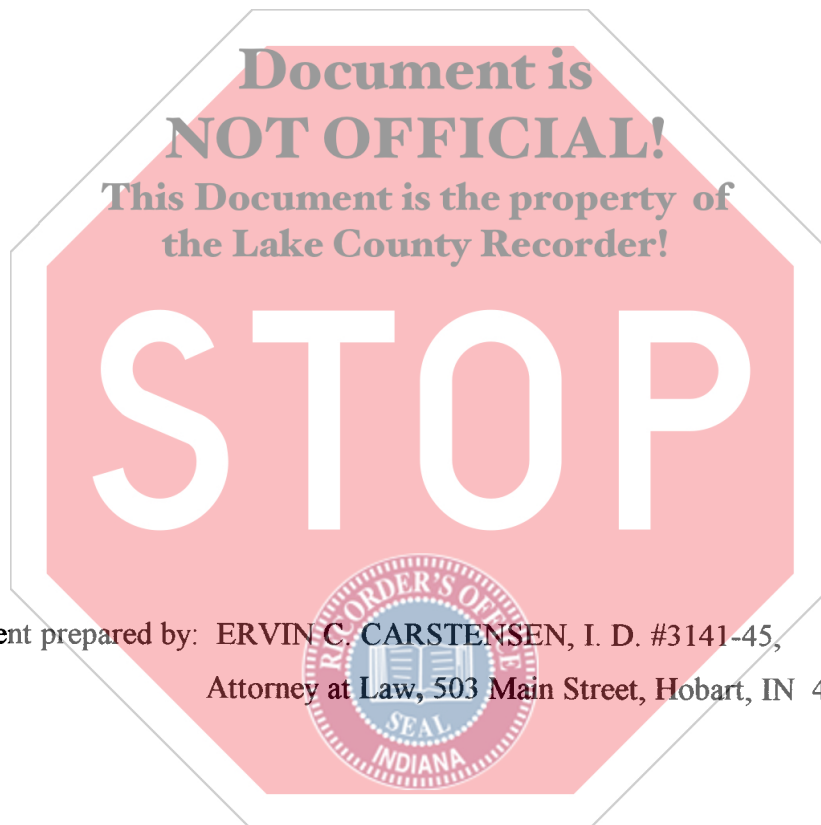 Document is
NOT OFFICIAL!
This Document is the property of
the Lake County Recorder!
STOP
ent prepared by: ERVIN C. CARSTENSEN, I. D. #3141-45,
Attorney at Law, 503 Main Street, Hobart, IN 4
RECORDER'S OFFICE
SEAL
INDIANA